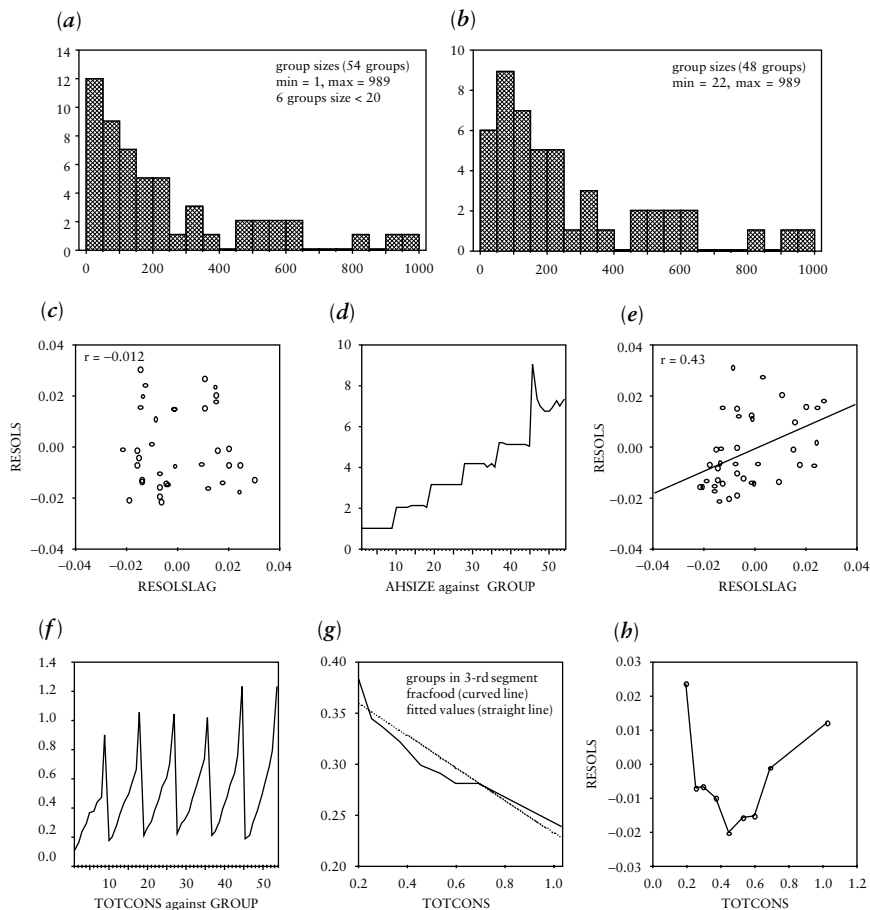 (a)
14
12
10
8
6
4
2
0
group sizes (54 groups)
min = 1, max = 989
6 groups size < 20
0 200 400 600 800 1000
(b)
10
8
6
4
2
0
group sizes (48 groups)
min = 22, max = 989
0 200 400 600 800 1000
(c)
RESOLS
0.04
0.02
0.00
−0.02
−0.04
r = −0.012
−0.04 −0.02 0.00 0.02 0.04
RESOLSLAG
(d)
10
8
6
4
2
0
10 20 30 40 50
AHSIZE against GROUP
(e)
RESOLS
0.04
0.02
0.00
−0.02
−0.04
r = 0.43
−0.04 −0.02 0.00 0.02 0.04
RESOLSLAG
(f)
1.4
1.2
1.0
0.8
0.6
0.4
0.2
0.0
10 20 30 40 50
TOTCONS against GROUP
(g)
0.40
0.35
0.30
0.25
0.20
groups in 3-rd segment
fracfood (curved line)
fitted values (straight line)
0.2 0.4 0.6 0.8 1.0
TOTCONS
(h)
RESOLS
0.03
0.02
0.01
0.00
−0.01
−0.02
−0.03
0.0 0.2 0.4 0.6 0.8 1.0 1.2
TOTCONS